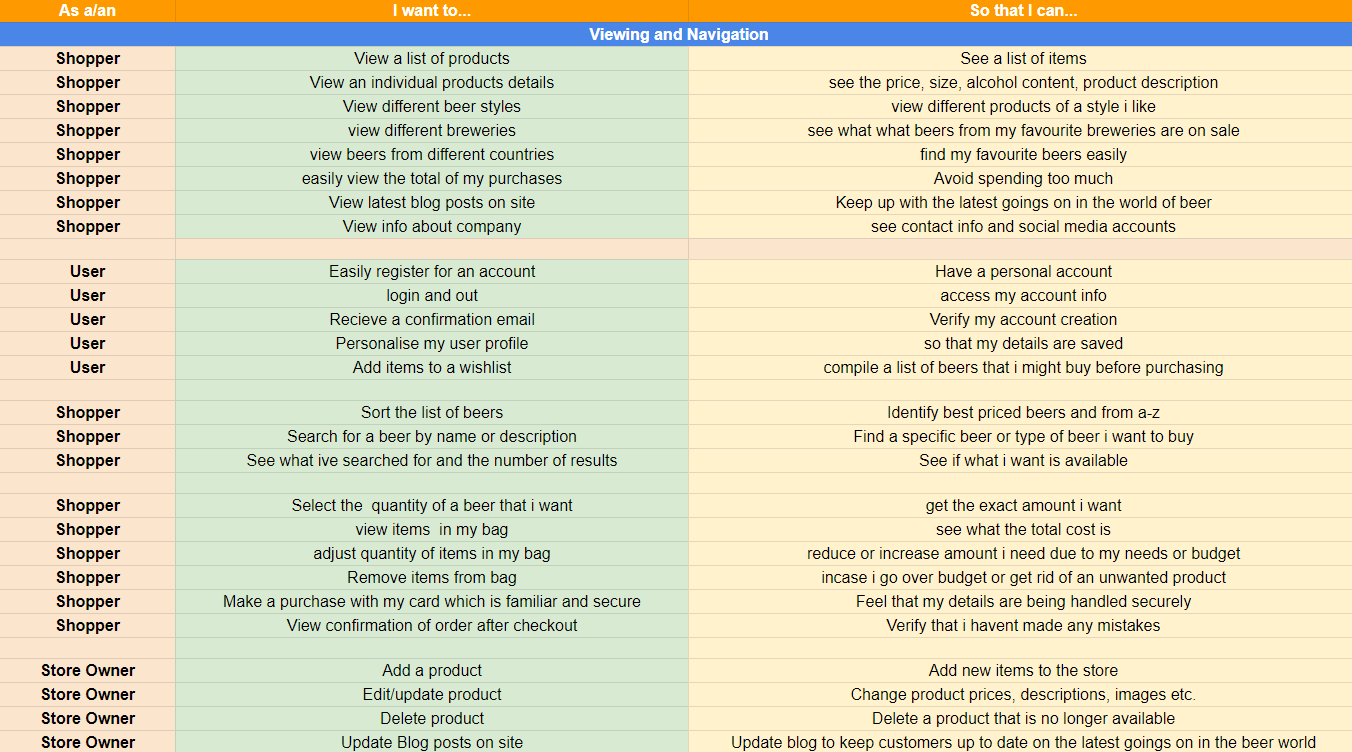 As a/an I want to... So that I can...
Viewing and Navigation
Shopper View a list of products See a list of items
Shopper View an individual products details see the price, size, alcohol content, product description
Shopper View different beer styles view different products of a style i like
Shopper view different breweries see what what beers from my favourite breweries are on sale
Shopper view beers from different countries find my favourite beers easily
Shopper easily view the total of my purchases Avoid spending too much
Shopper View latest blog posts on site Keep up with the latest goings on in the world of beer
Shopper View info about company see contact info and social media accounts
User Easily register for an account Have a personal account
User login and out access my account info
User Recieve a confirmation email Verify my account creation
User Personalise my user profile so that my details are saved
User Add items to a wishlist compile a list of beers that i might buy before purchasing
Shopper Sort the list of beers Identify best priced beers and from a-z
Shopper Search for a beer by name or description Find a specific beer or type of beer i want to buy
Shopper See what ive searched for and the number of results See if what i want is available
Shopper Select the  quantity of a beer that i want get the exact amount i want
Shopper view items  in my bag see what the total cost is
Shopper adjust quantity of items in my bag reduce or increase amount i need due to my needs or budget
Shopper Remove items from bag incase i go over budget or get rid of an unwanted product
Shopper Make a purchase with my card which is familiar and secure Feel that my details are being handled securely
Shopper View confirmation of order after checkout Verify that i havent made any mistakes
Store Owner Add a product Add new items to the store
Store Owner Edit/update product Change product prices, descriptions, images etc.
Store Owner Delete product Delete a product that is no longer available
Store Owner Update Blog posts on site Update blog to keep customers up to date on the latest goings on in the beer world